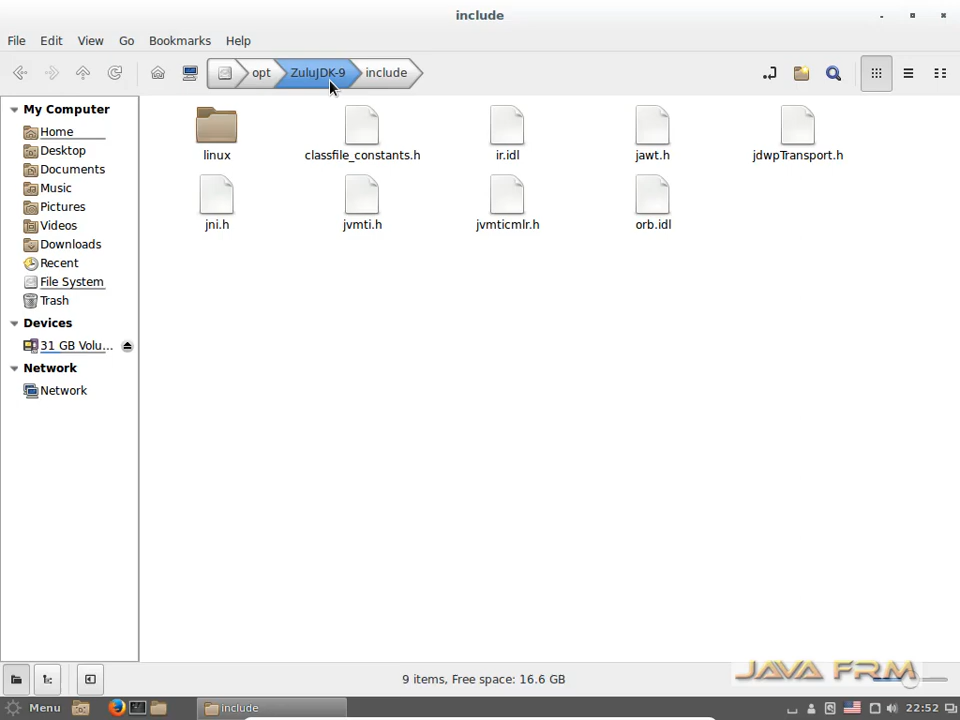 include
File Edit View Go Bookmarks Help
opt ZuluJDK-9 include
My Computer
Home
Desktop
Documents
Music
Pictures
Videos
Downloads
Recent
File System
Trash
Devices
31 GB Volu...
Network
Network
linux classfile_constants.h ir.idl jawt.h jdwpTransport.h
jni.h jvmti.h jvmticmlr.h orb.idl
9 items, Free space: 16.6 GB
JAVA FRM
Menu include 22:52